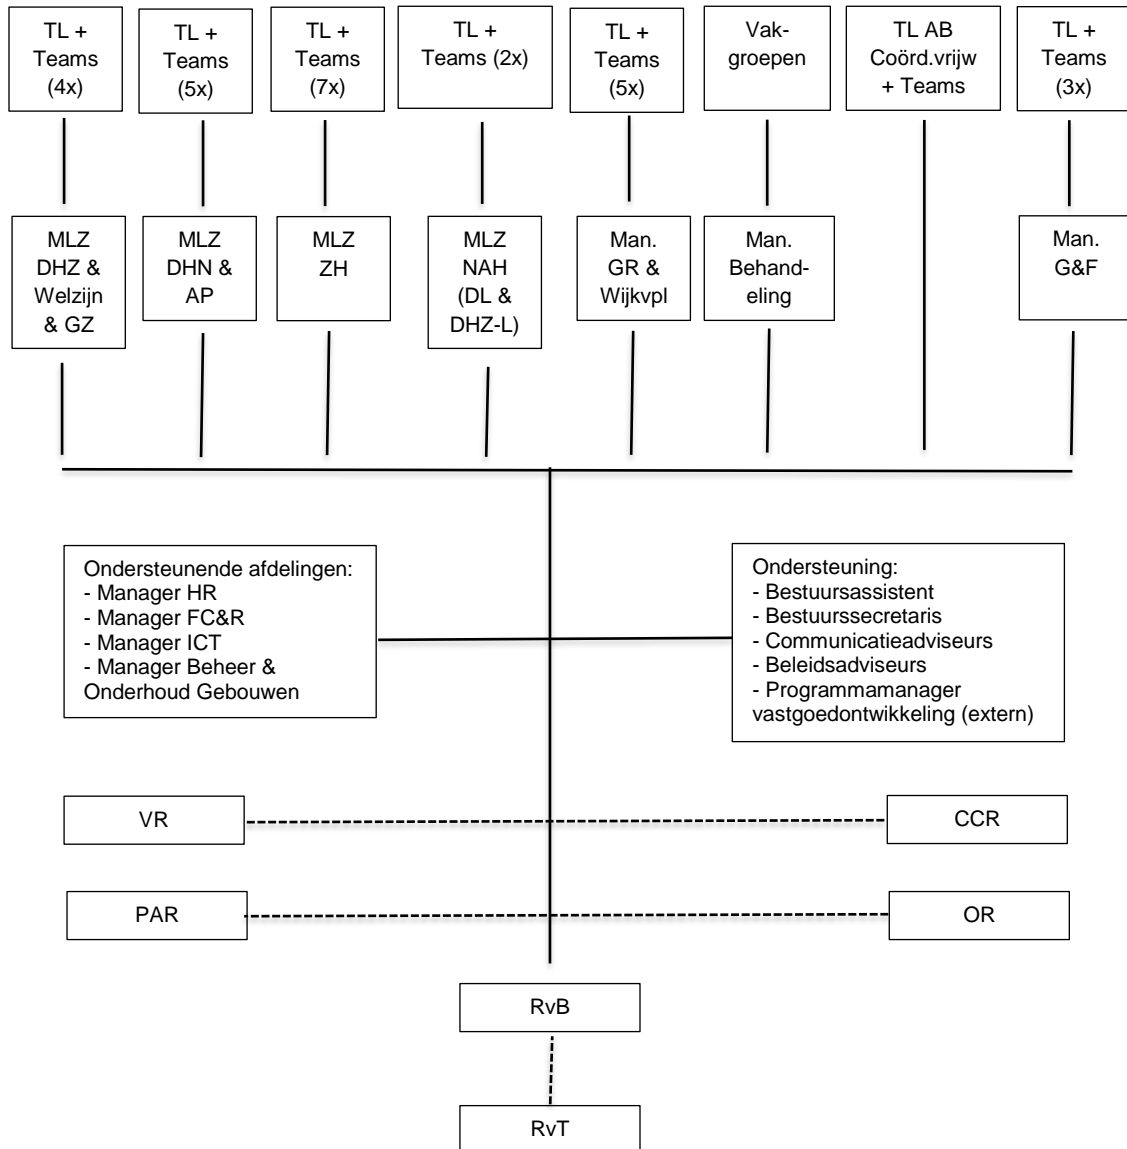 TL +
Teams
(4x)
TL +
Teams
(5x)
TL +
Teams
(7x)
TL +
Teams (2x)
TL +
Teams
(5x)
Vak-
groepen
TL AB
Coörd.vrijw
+ Teams
TL +
Teams
(3x)
MLZ
DHZ &
Welzijn
& GZ
MLZ
DHN &
AP
MLZ
ZH
MLZ
NAH
(DL &
DHZ-L)
Man.
GR &
Wijkvpl
Man.
Behand-
eling
Man.
G&F
Ondersteunende afdelingen:
- Manager HR
- Manager FC&R
- Manager ICT
- Manager Beheer &
Onderhoud Gebouwen
Ondersteuning:
- Bestuursassistent
- Bestuurssecretaris
- Communicatieadviseurs
- Beleidsadviseurs
- Programmamanager
vastgoedontwikkeling (extern)
VR
CCR
PAR
OR
RvB
RvT